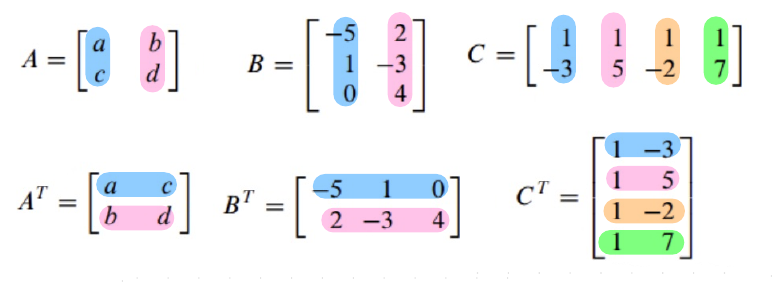 A = [ a b
c d ]
B = [ -5 2
1 -3
0 4 ]
C = [ 1 1 1 1
-3 5 -2 7 ]
A^T = [ a c
b d ]
B^T = [ -5 1 0
2 -3 4 ]
C^T = [ 1 -3
1 5
1 -2
1 7 ]